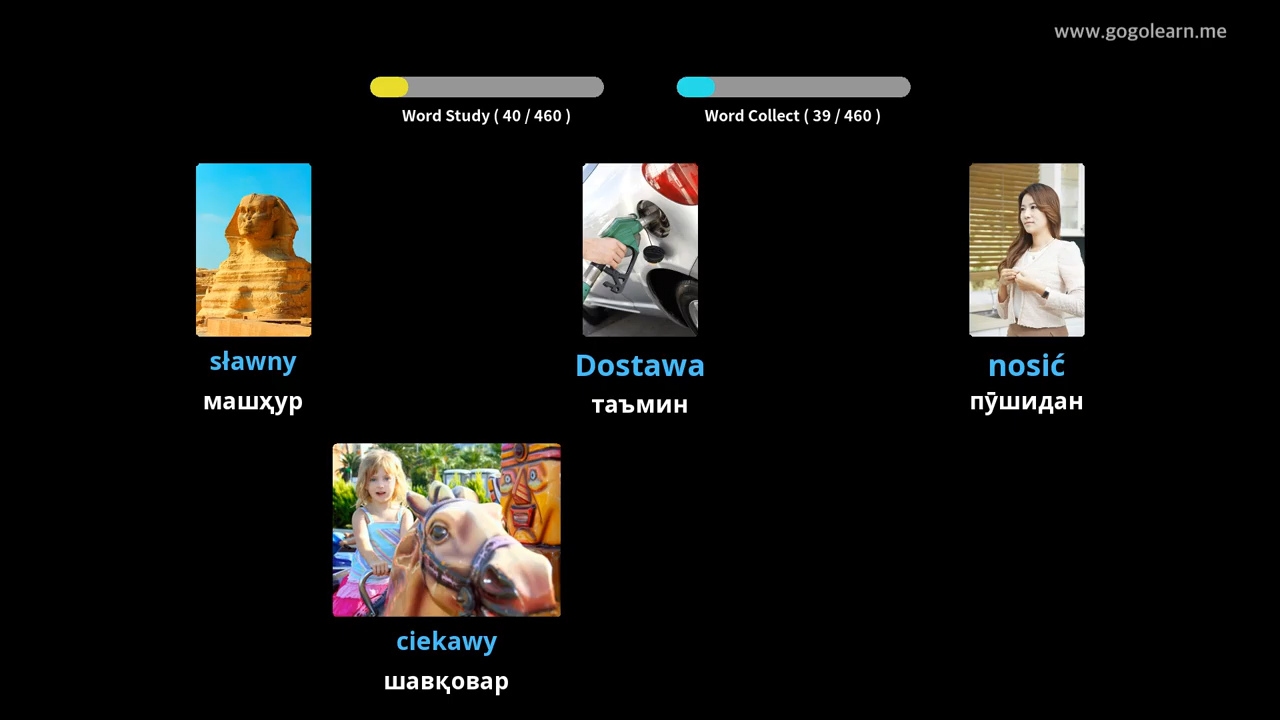 www.gogolearn.me
Word Study ( 40 / 460 )
Word Collect ( 39 / 460 )
sławny
Dostawa
nosić
машҳур
таъмин
пӯшидан
ciekawy
шавқовар